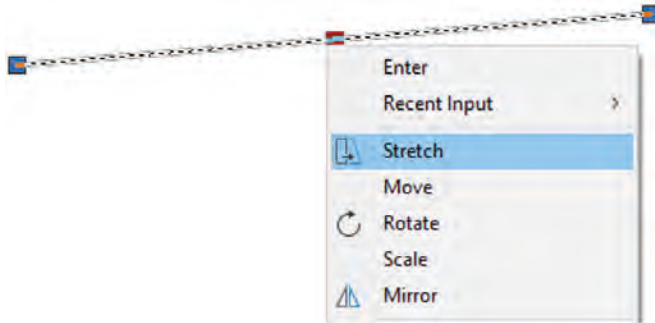 Enter
Recent Input
Stretch
Move
Rotate
Scale
Mirror